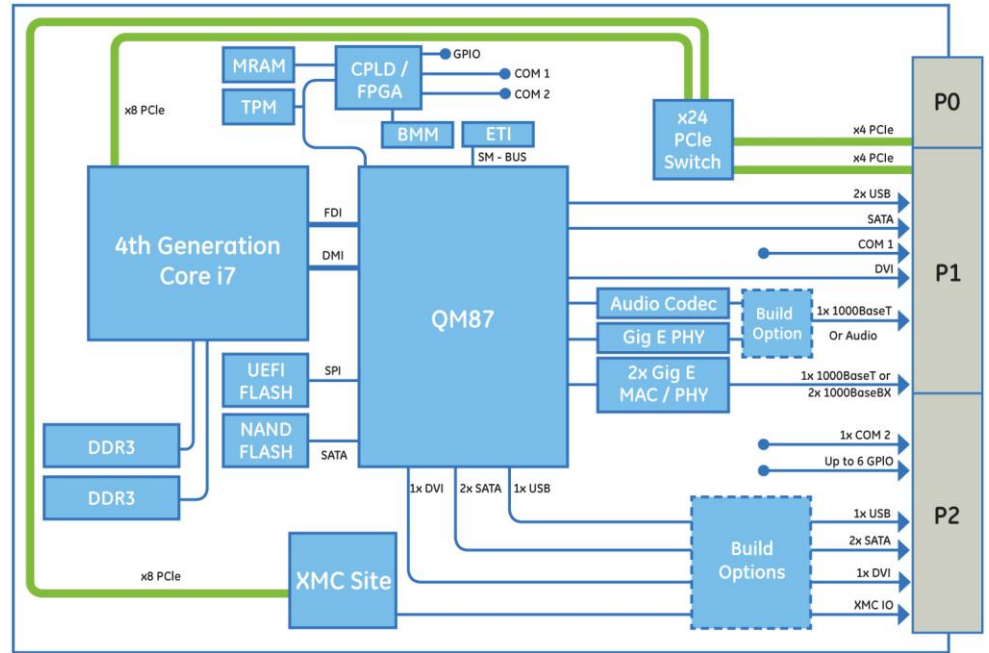 GPIO
MRAM
CPLD /
FPGA
COM 1
COM 2
TPM
BMM
ETI
SM - BUS
x8 PCIe
x24
PCIe
Switch
x4 PCIe
x4 PCIe
P0
4th Generation
Core i7
FDI
DMI
QM87
2x USB
SATA
COM 1
DVI
P1
Audio Codec
Gig E PHY
Build
Option
1x 1000BaseT
Or Audio
2x Gig E
MAC / PHY
1x 1000BaseT or
2x 1000BaseBX
UEFI
FLASH
SPI
NAND
FLASH
SATA
DDR3
DDR3
1x DVI
2x SATA
1x USB
1x COM 2
Up to 6 GPIO
P2
Build
Options
1x USB
2x SATA
1x DVI
XMC IO
x8 PCIe
XMC Site